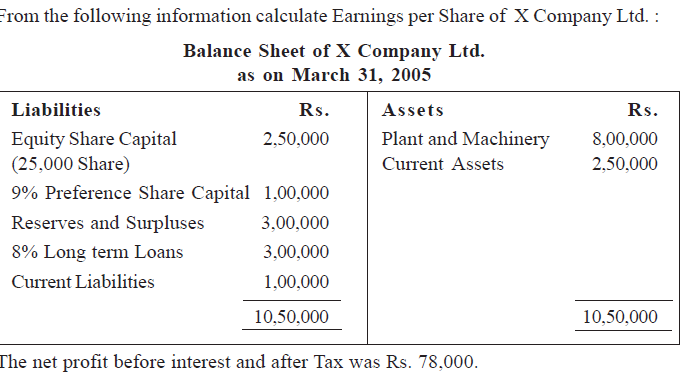 From the following information calculate Earnings per Share of X Company Ltd. :
Balance Sheet of X Company Ltd.
as on March 31, 2005
Liabilities Rs. Assets Rs.
Equity Share Capital 2,50,000 Plant and Machinery 8,00,000
(25,000 Share) Current Assets 2,50,000
9% Preference Share Capital 1,00,000
Reserves and Surpluses 3,00,000
8% Long term Loans 3,00,000
Current Liabilities 1,00,000
10,50,000 10,50,000
The net profit before interest and after Tax was Rs. 78,000.